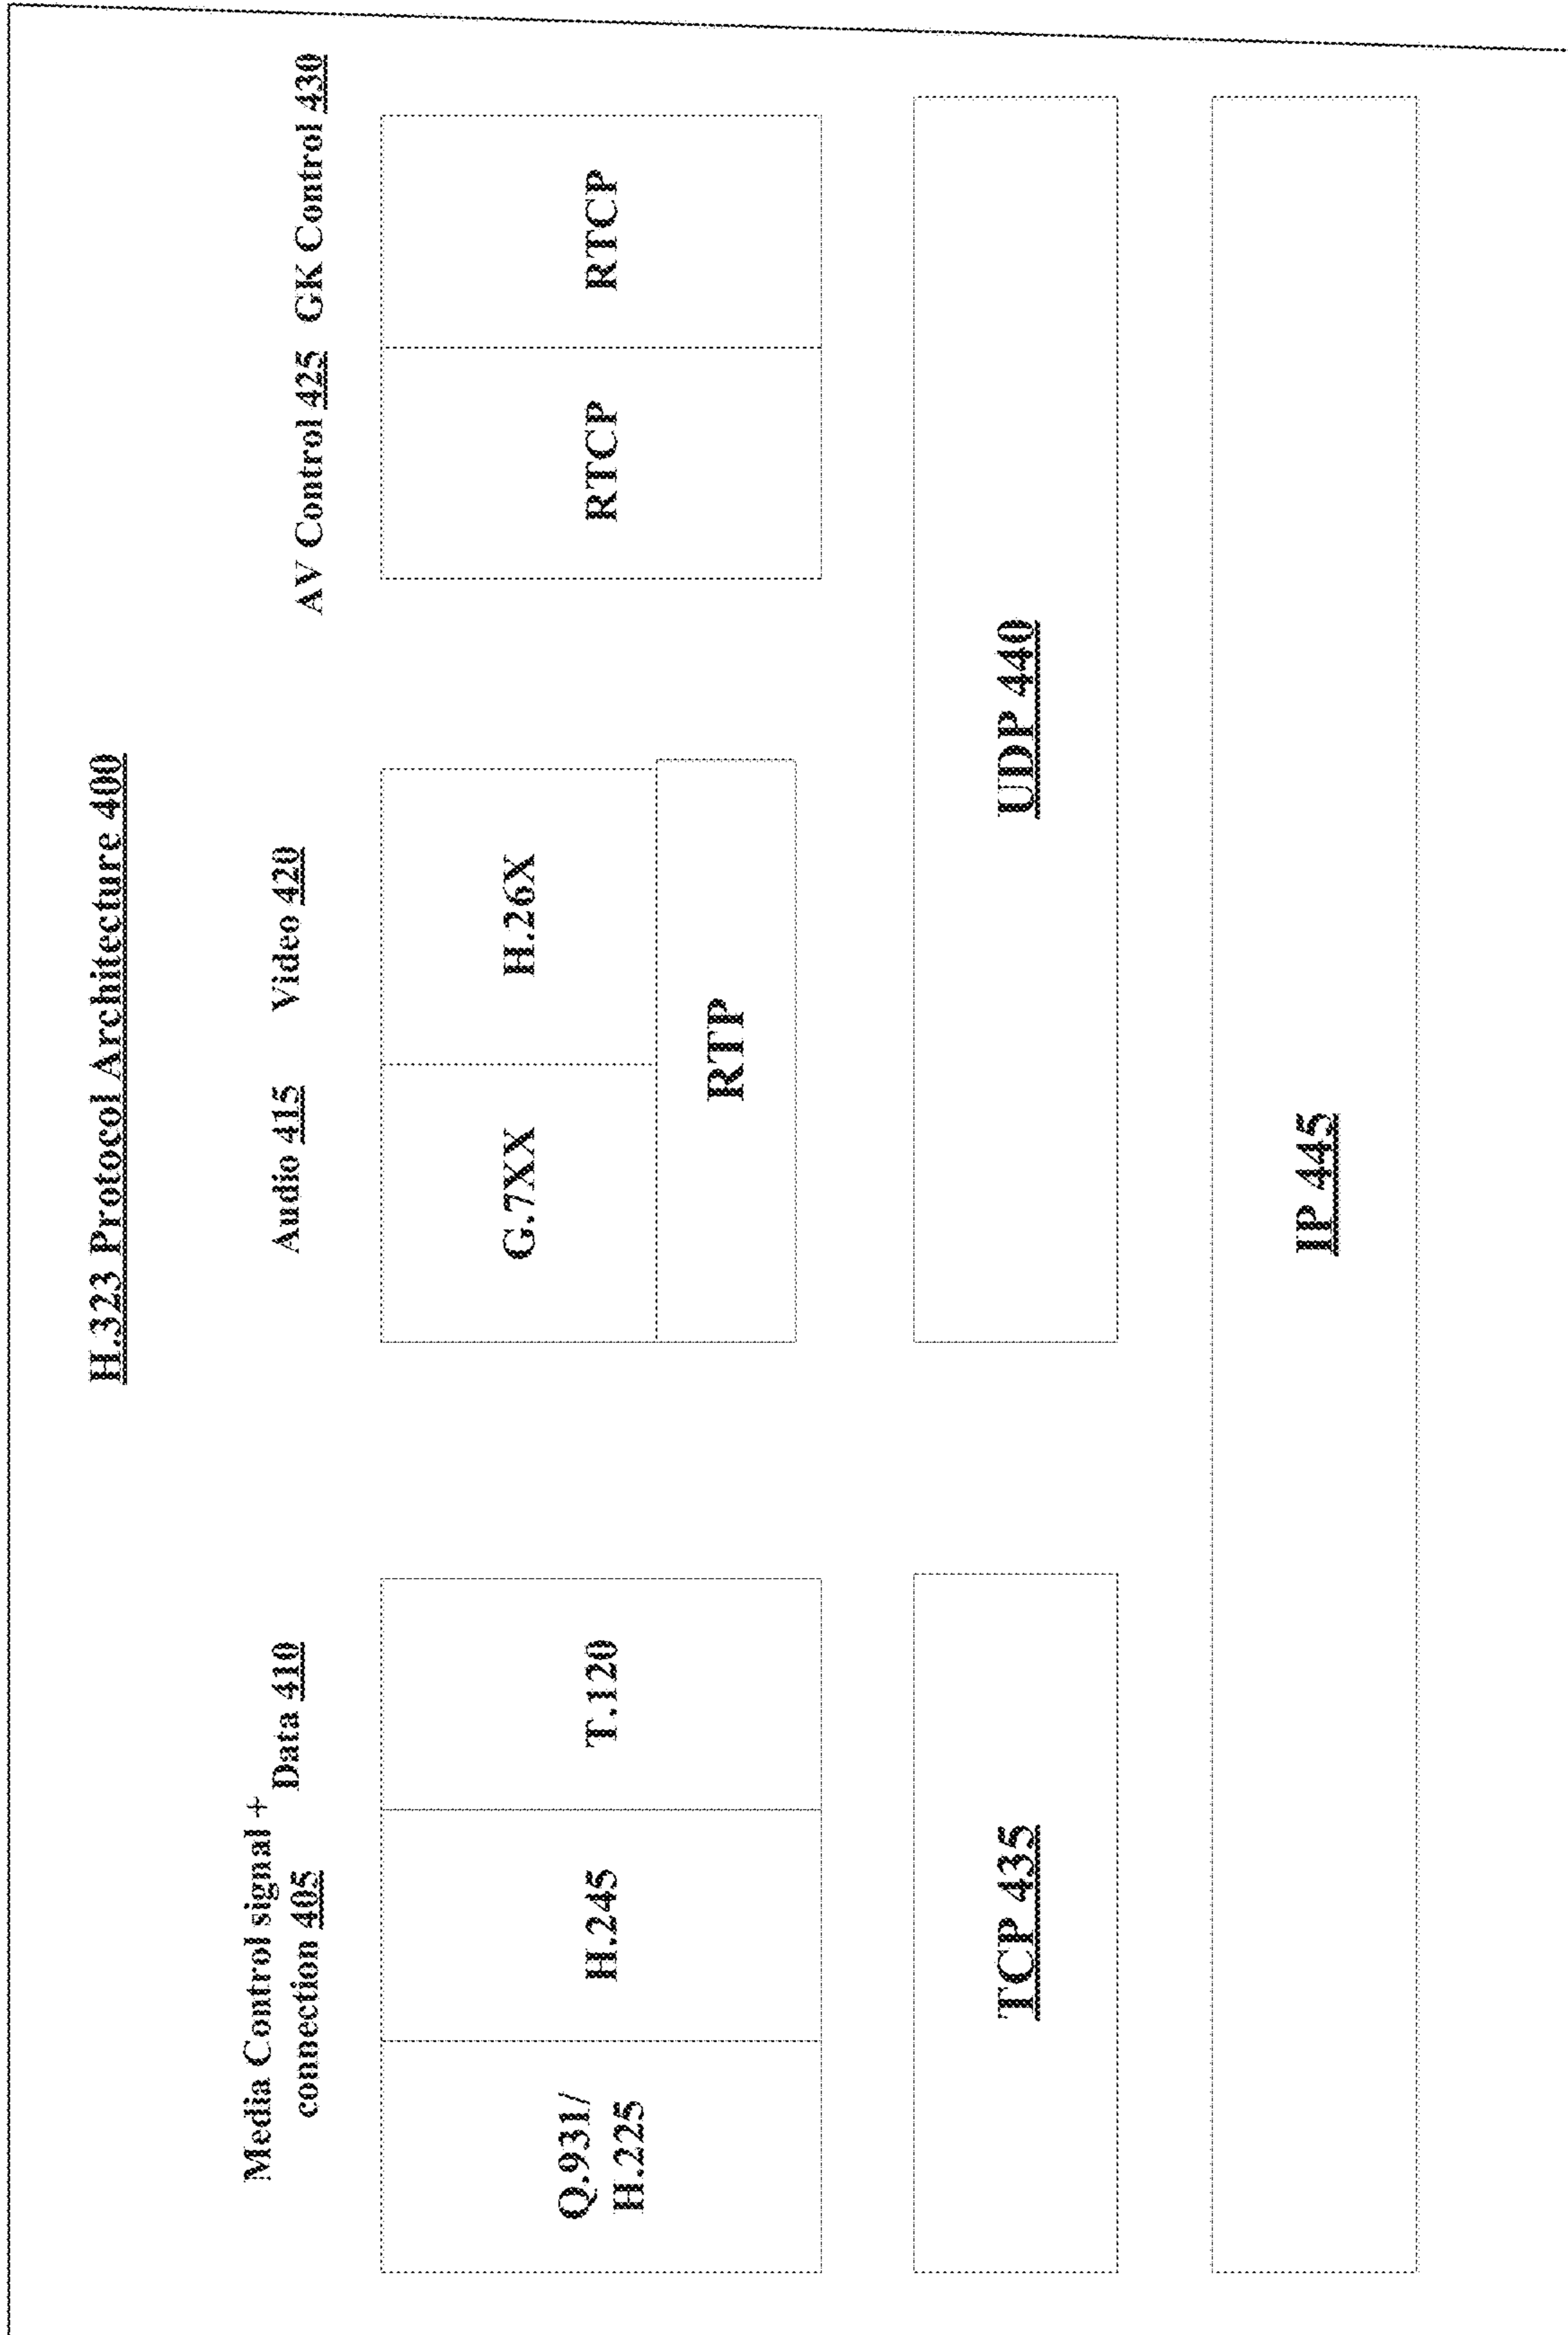 H.323 Protocol Architecture 400
Media Control signal +
connection 405
Data 410
Audio 415
Video 420
AV Control 425
GK Control 430
Q.931/
H.225
H.245
T.120
G.7XX
H.26X
RTP
RTCP
RTCP
TCP 435
UDP 440
IP 445